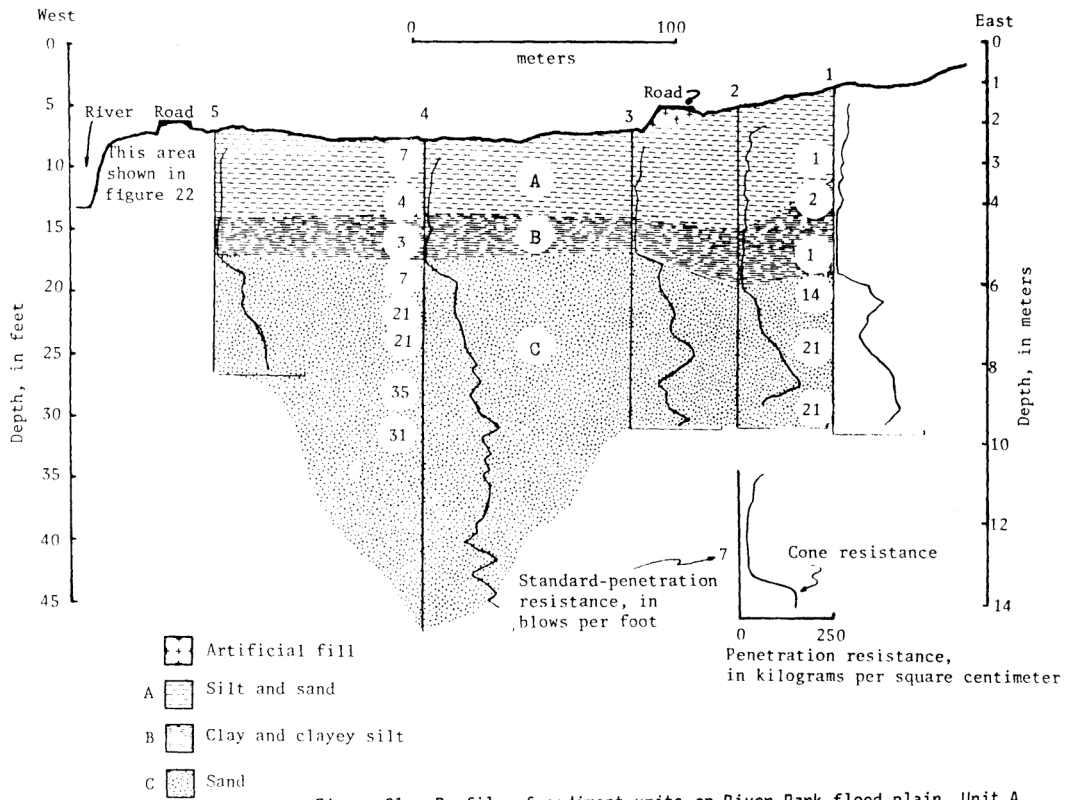 West
East
0 100
meters
0
5
10
15
20
25
30
35
40
45
Depth, in feet
River
Road
5
4
3
Road
2
1
This area
shown in
figure 22
7
4
3
7
21
21
35
31
A
B
C
1
2
1
14
21
21
0
1
2
3
4
6
8
10
12
14
Depth, in meters
7
Cone resistance
Standard-penetration
resistance, in
blows per foot
0 250
Penetration resistance,
in kilograms per square centimeter
Artificial fill
A Silt and sand
B Clay and clayey silt
C Sand
Profile of sediment units on River Bank flood plain. Unit A